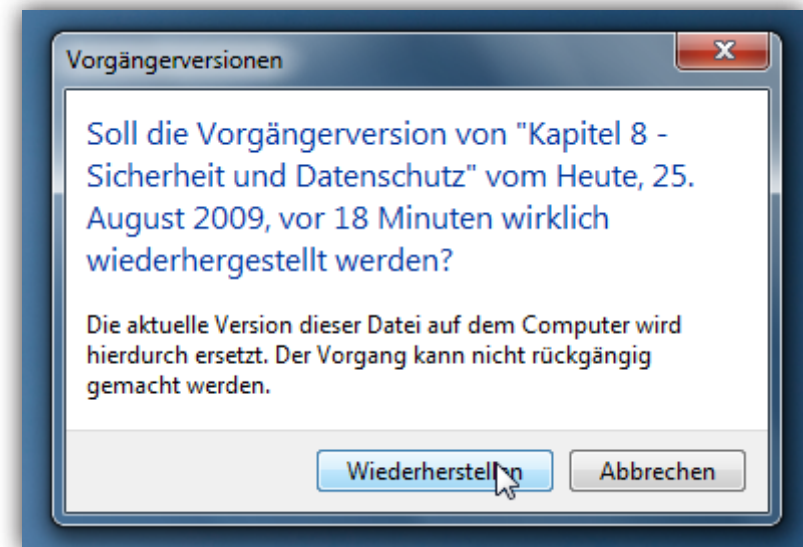 Vorgängerversionen
Soll die Vorgängerversion von "Kapitel 8 -
Sicherheit und Datenschutz" vom Heute, 25.
August 2009, vor 18 Minuten wirklich
wiederhergestellt werden?
Die aktuelle Version dieser Datei auf dem Computer wird
hierdurch ersetzt. Der Vorgang kann nicht rückgängig
gemacht werden.
Wiederherstellen Abbrechen